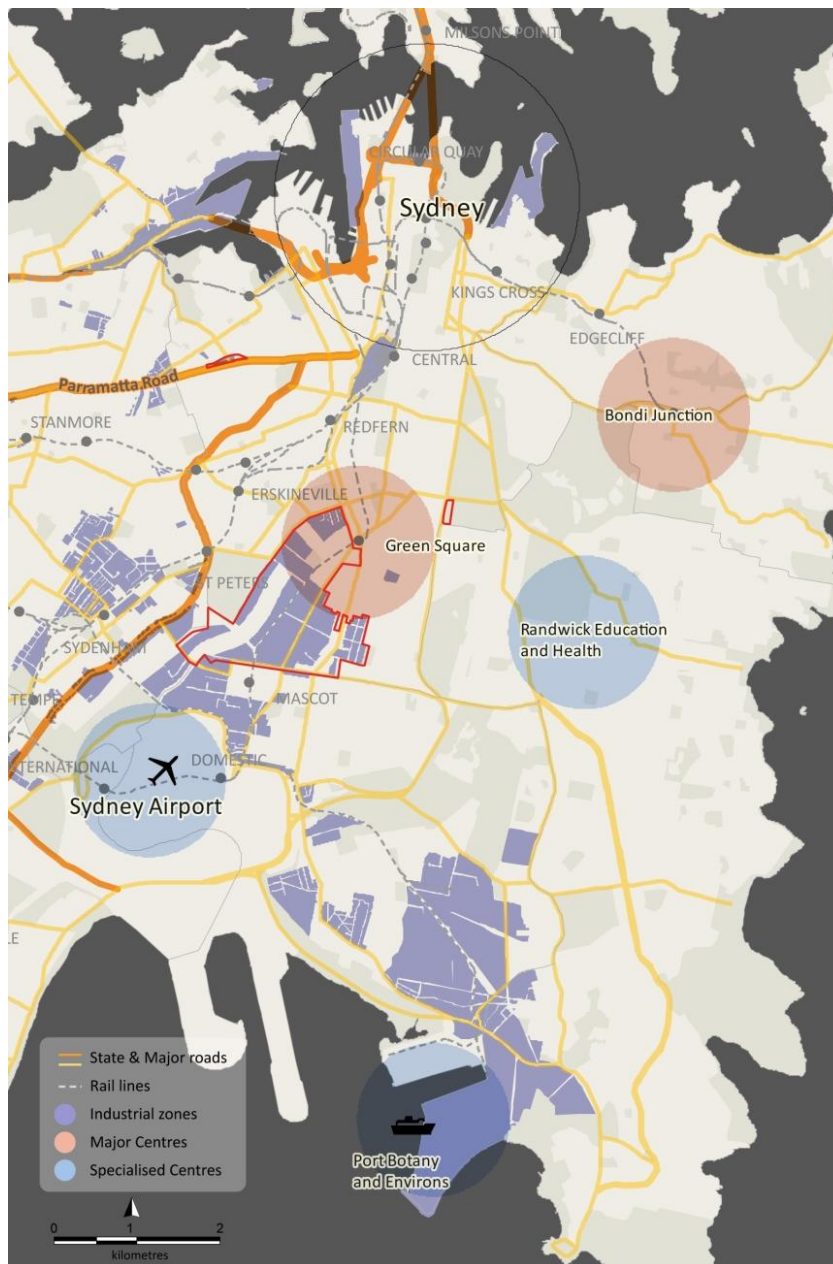 MILSONS POINT
CIRCULAR QUAY
Sydney
KINGS CROSS
EDGECLIFF
CENTRAL
Parramatta Road
Bondi Junction
STANMORE
REDFERN
ERSKINEVILLE
Green Square
ST PETERS
Randwick Education
and Health
SYDENHAM
TEMPE
MASCOT
NTERNATIONAL
DOMESTIC
Sydney Airport
LE
State & Major roads
Rail lines
Industrial zones
Major Centres
Specialised Centres
Port Botany
and Environs
0 1 2
kilometres